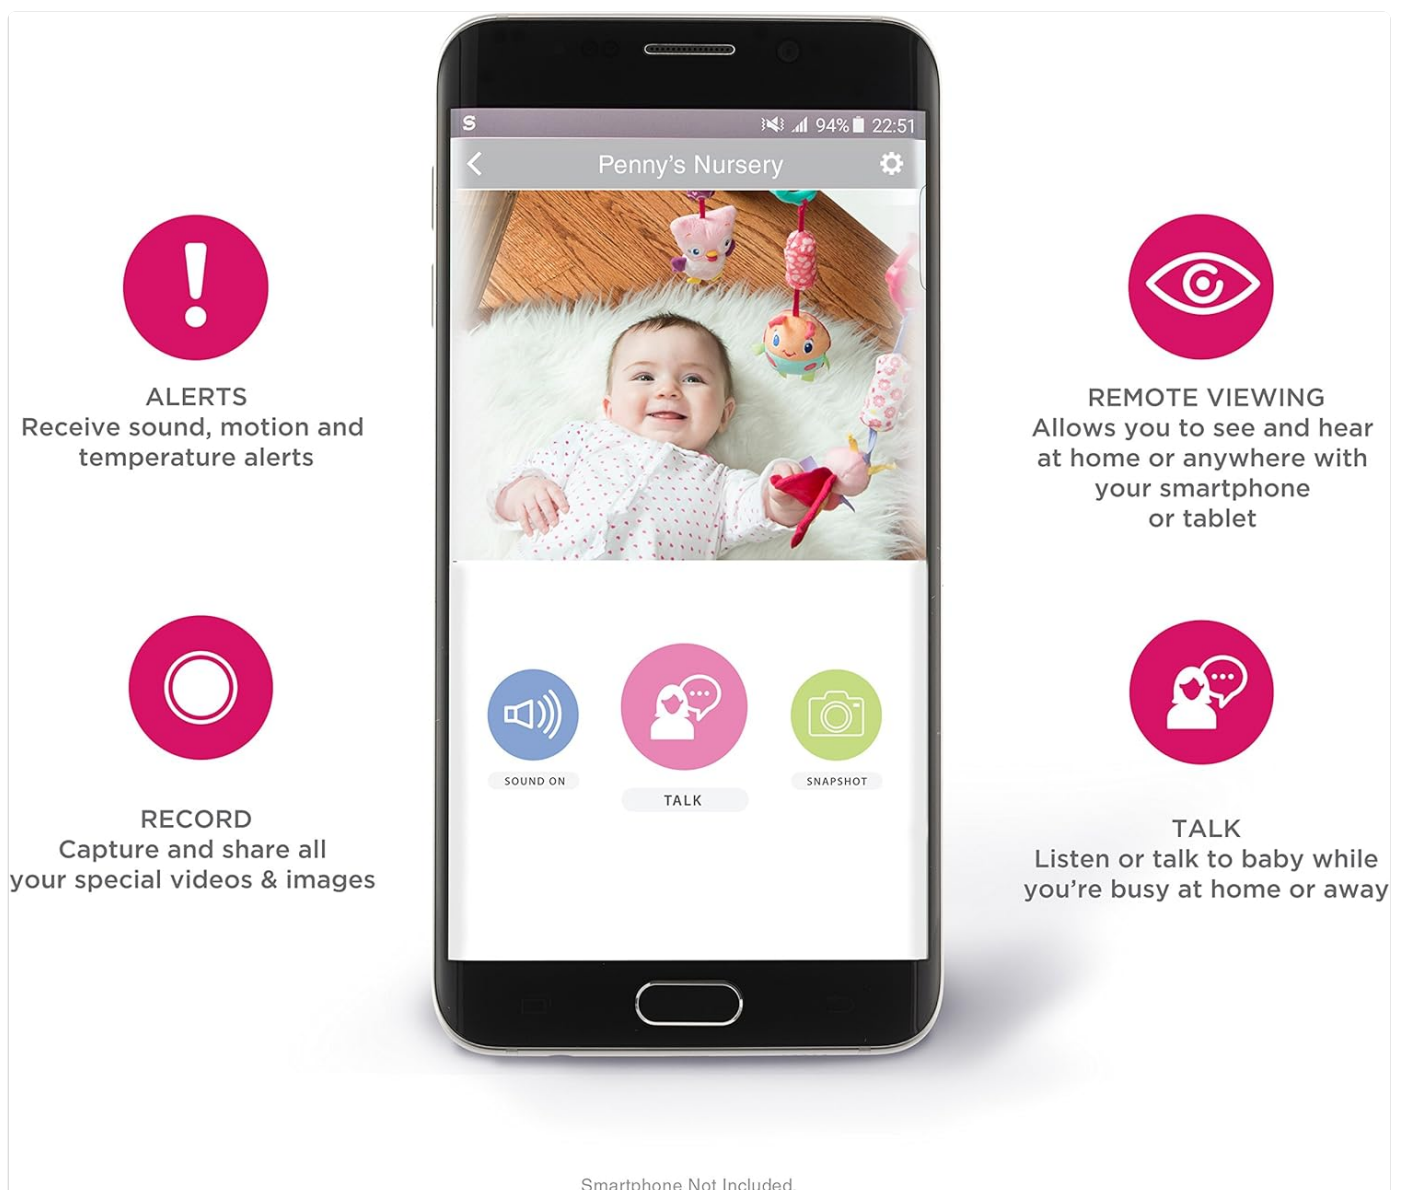 S
94% 22:51
Penny's Nursery
ALERTS
Receive sound, motion and
temperature alerts
REMOTE VIEWING
Allows you to see and hear
at home or anywhere with
your smartphone
or tablet
SOUND ON
TALK
SNAPSHOT
RECORD
Capture and share all
your special videos & images
TALK
Listen or talk to baby while
you're busy at home or away
Smartphone Not Included.